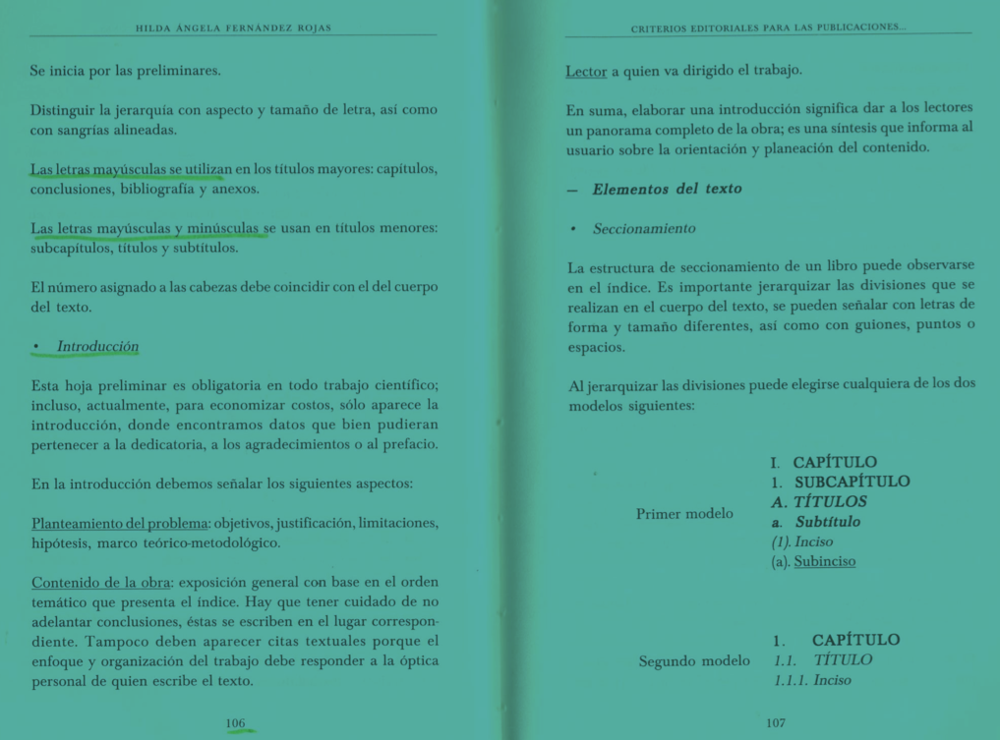 HILDA ÁNGELA FERNÁNDEZ ROJAS
Se inicia por las preliminares.
Distinguir la jerarquía con aspecto y tamaño de letra, así como
con sangrías alineadas.
Las letras mayúsculas se utilizan en los títulos mayores: capítulos,
conclusiones, bibliografía y anexos.
Las letras mayúsculas y minúsculas se usan en títulos menores:
subcapítulos, títulos y subtítulos.
El número asignado a las cabezas debe coincidir con el del cuerpo
del texto.
• Introducción
Esta hoja preliminar es obligatoria en todo trabajo científico;
incluso, actualmente, para economizar costos, sólo aparece la
introducción, donde encontramos datos que bien pudieran
pertenecer a la dedicatoria, a los agradecimientos o al prefacio.
En la introducción debemos señalar los siguientes aspectos:
Planteamiento del problema: objetivos, justificación, limitaciones,
hipótesis, marco teórico-metodológico.
Contenido de la obra: exposición general con base en el orden
temático que presenta el índice. Hay que tener cuidado de no
adelantar conclusiones, éstas se escriben en el lugar correspon-
diente. Tampoco deben aparecer citas textuales porque el
enfoque y organización del trabajo debe responder a la óptica
personal de quien escribe el texto.
106
CRITERIOS EDITORIALES PARA LAS PUBLICACIONES...
Lector a quien va dirigido el trabajo.
En suma, elaborar una introducción significa dar a los lectores
un panorama completo de la obra; es una síntesis que informa al
usuario sobre la orientación y planeación del contenido.
— Elementos del texto
• Seccionamiento
La estructura de seccionamiento de un libro puede observarse
en el índice. Es importante jerarquizar las divisiones que se
realizan en el cuerpo del texto, se pueden señalar con letras de
forma y tamaño diferentes, así como con guiones, puntos o
espacios.
Al jerarquizar las divisiones puede elegirse cualquiera de los dos
modelos siguientes:
Primer modelo
I. CAPÍTULO
1. SUBCAPÍTULO
A. TÍTULOS
a. Subtítulo
(1). Inciso
(a). Subinciso
Segundo modelo
1. CAPÍTULO
1.1. TÍTULO
1.1.1. Inciso
107